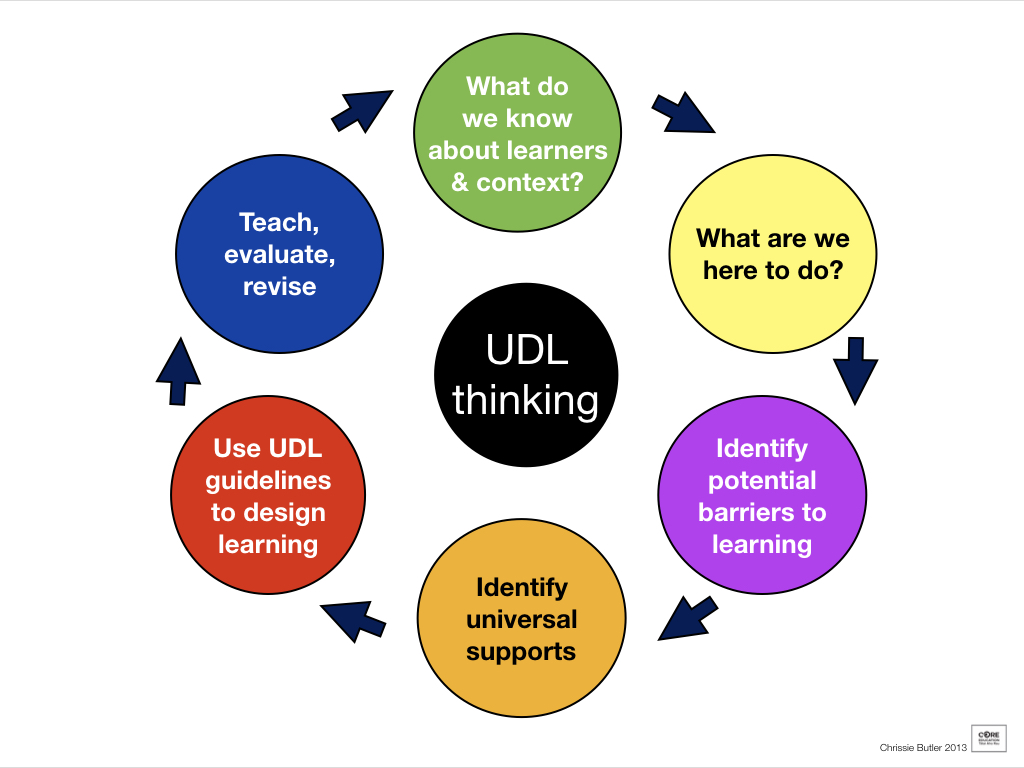 What do
we know
about learners
& context?
What are we
here to do?
Identify
potential
barriers to
learning
Identify
universal
supports
Use UDL
guidelines
to design
learning
Teach,
evaluate,
revise
UDL
thinking
Chrissie Butler 2013
CORE
EDUCATION